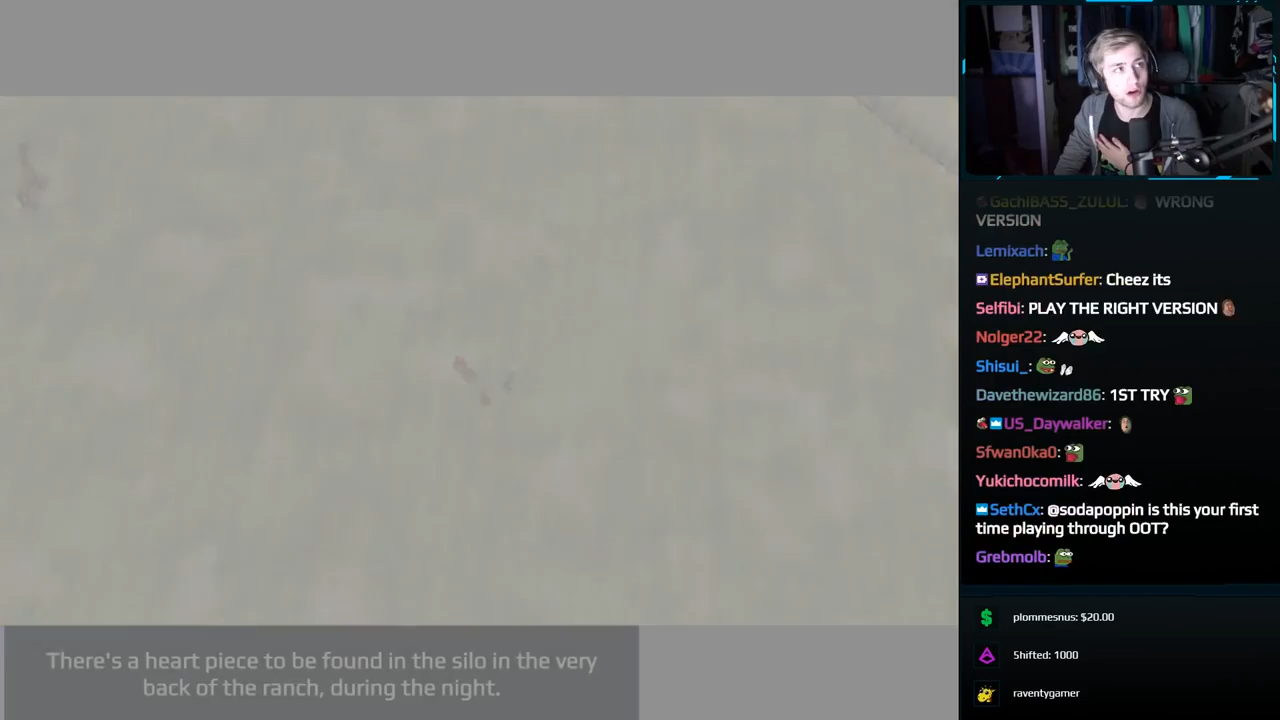 GachiBASS_ZULUL: WRONG
VERSION
Lemixach:
ElephantSurfer: Cheez its
Selfibi: PLAY THE RIGHT VERSION
Nolger22:
Shisui_:
Davethewizard86: 1ST TRY
US_Daywalker:
Sfwan0ka0:
Yukichocomilk:
SethCx: @sodapoppin is this your first
time playing through OOT?
Grebmolb:
plommesnus: $20.00
Shifted: 1000
raventygamer
There's a heart piece to be found in the silo in the very
back of the ranch, during the night.